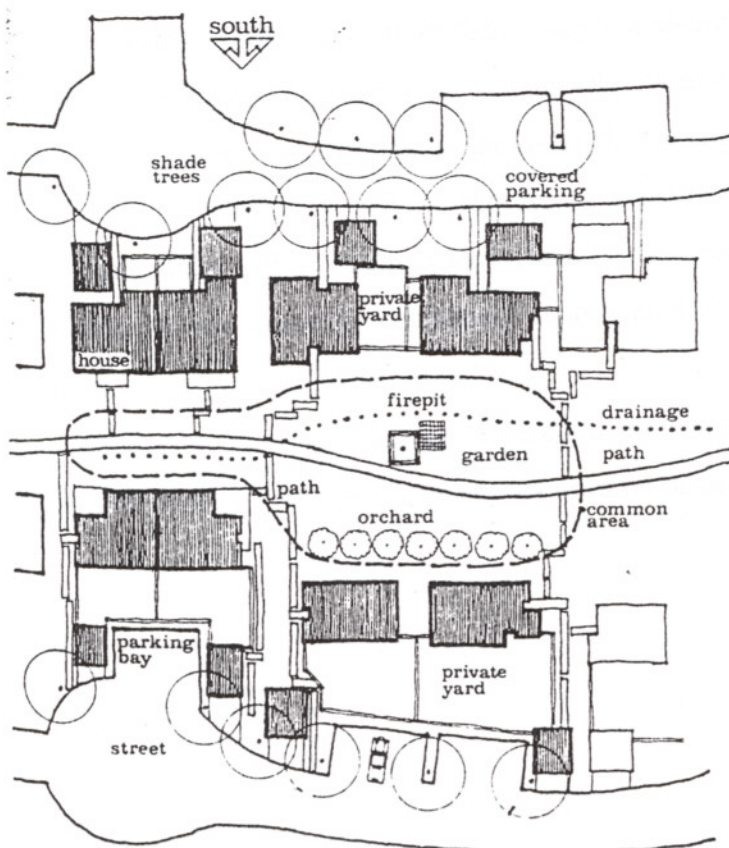 south
shade
trees
covered
parking
private
yard
house
firepit
drainage
garden
path
path
orchard
common
area
parking
bay
private
yard
street